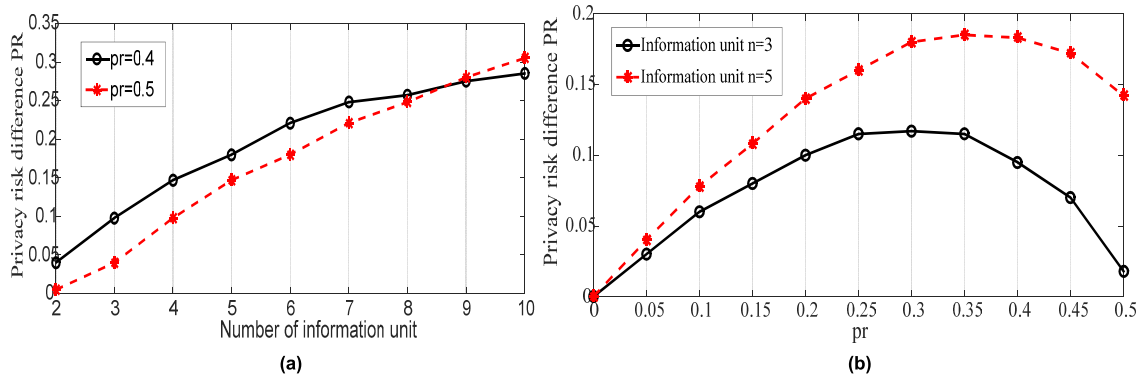 Privacy risk difference PR
0.35
0.3
0.25
0.2
0.15
0.1
0.05
0
pr=0.4
pr=0.5
2 3 4 5 6 7 8 9 10
Number of information unit
(a)
Privacy risk difference PR
0.15
0.1
0.05
0
Information unit n=3
Information unit n=5
0 0.05 0.1 0.15 0.2 0.25 0.3 0.35 0.4 0.45 0.5
pr
(b)